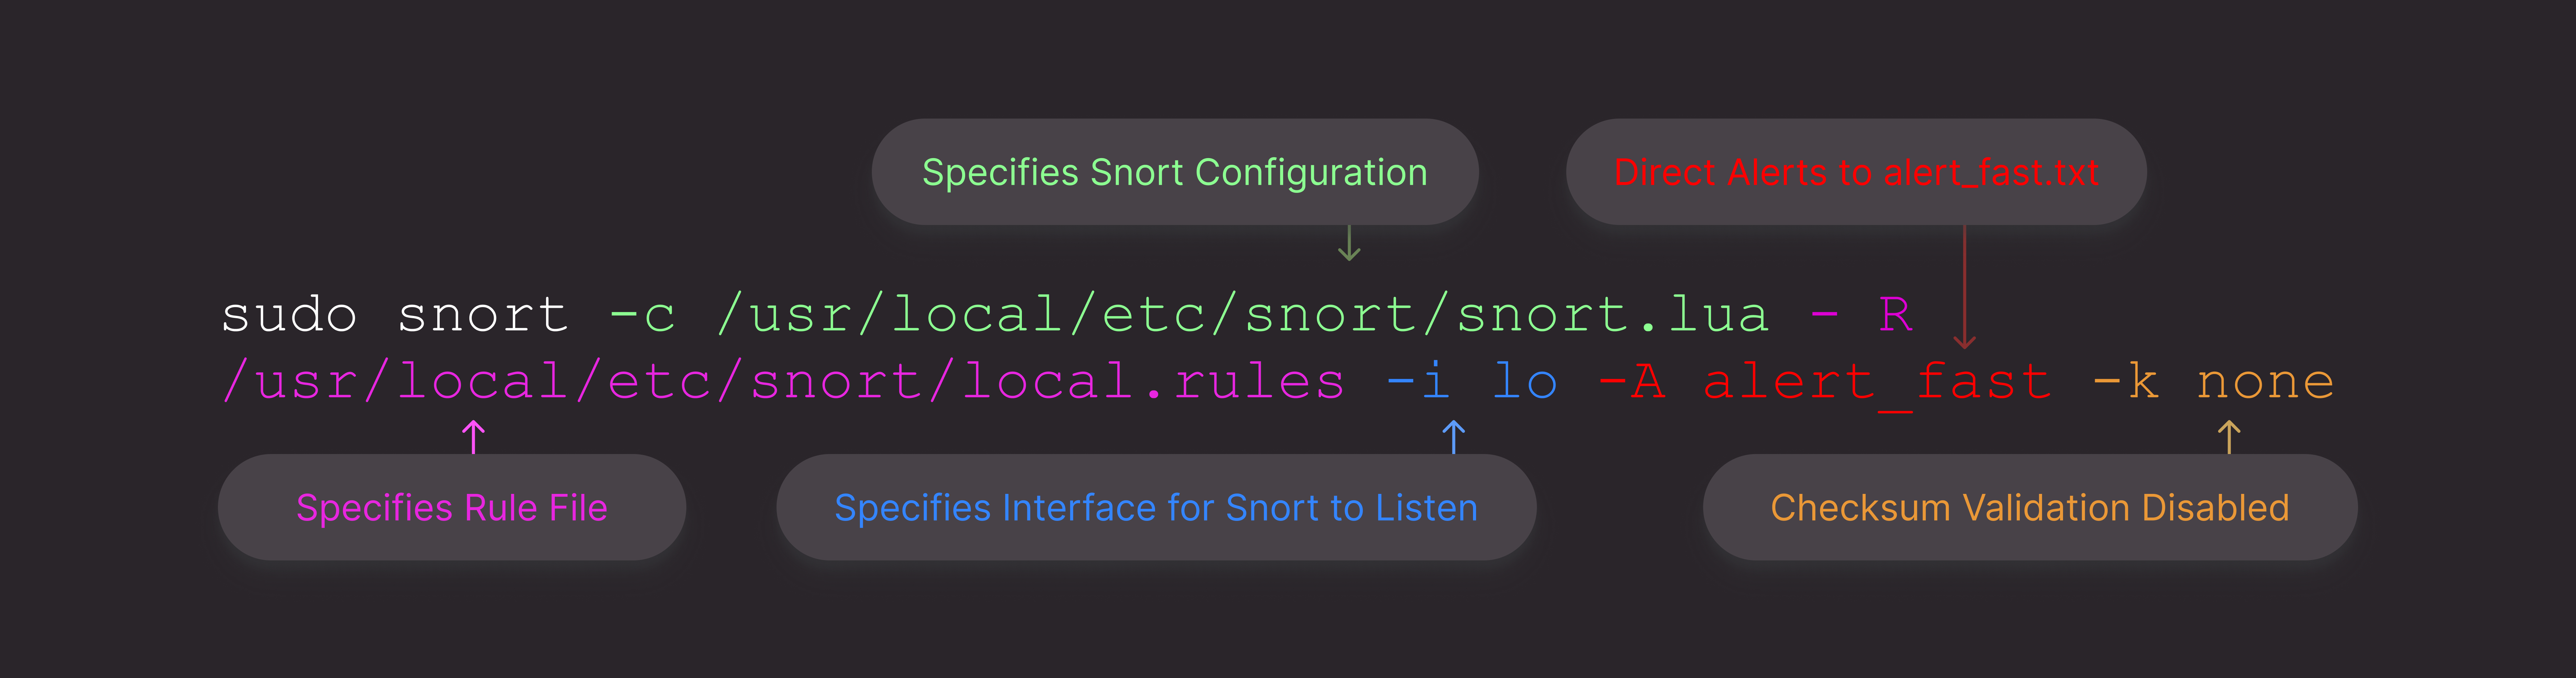 Specifies Snort Configuration
Direct Alerts to alert_fast.txt
sudo snort -c /usr/local/etc/snort/snort.lua - R
/usr/local/etc/snort/local.rules -i lo -A alert_fast -k none
Specifies Rule File
Specifies Interface for Snort to Listen
Checksum Validation Disabled